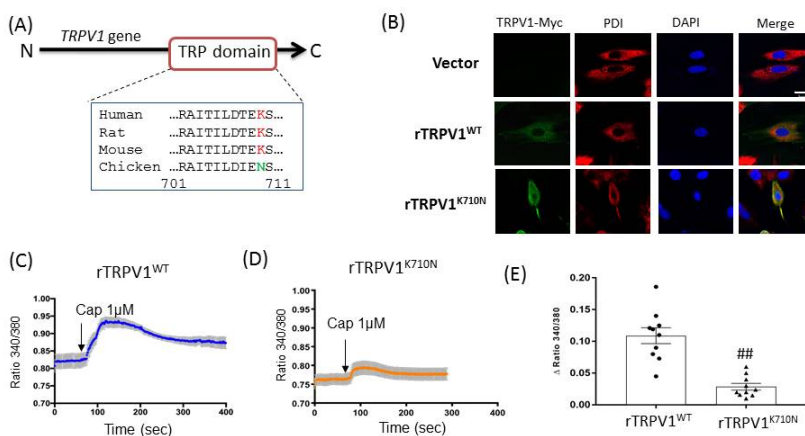 (A)
TRPV1 gene
N
TRP domain
C
Human …RAITILDTEKS…
Rat …RAITILDTEKS…
Mouse …RAITILDTEKS…
Chicken …RAITILDIENS…
701 711
(B)
TRPV1-Myc PDI DAPI Merge
Vector
rTRPV1WT
rTRPV1K710N
(C)
rTRPV1WT
Cap 1μM
Ratio 340/380
1.00
0.95
0.90
0.85
0.80
0.75
0.70
0 100 200 300 400
Time (sec)
(D)
rTRPV1K710N
Cap 1μM
Ratio 340/380
1.00
0.95
0.90
0.85
0.80
0.75
0.70
0 100 200 300 400
Time (sec)
(E)
Δ Ratio 340/380
0.20
0.15
0.10
0.05
0.00
##
rTRPV1WT rTRPV1K710N